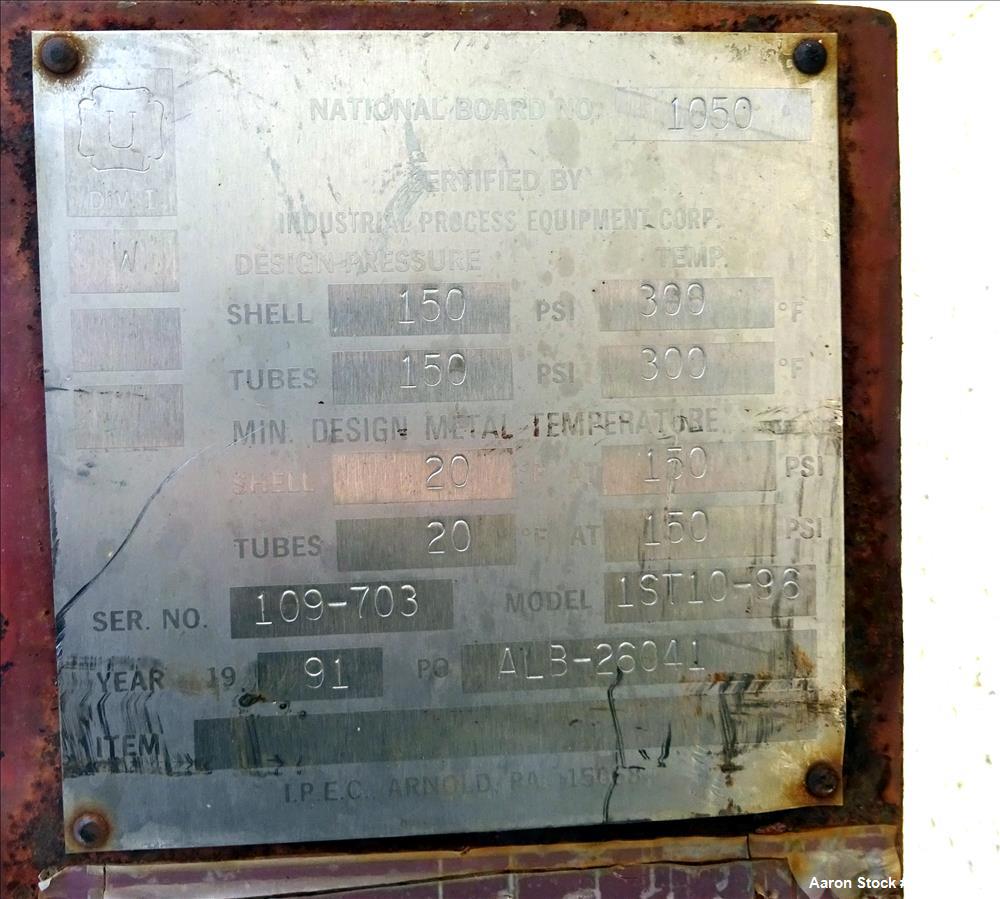 NATIONAL BOARD NO. 1050
U
DIV. I
CERTIFIED BY
INDUSTRIAL PROCESS EQUIPMENT CORP.
W
DESIGN PRESSURE TEMP.
SHELL 150 PSI 300 °F
TUBES 150 PSI 300 °F
MIN. DESIGN METAL TEMPERATURE
SHELL 20 °F AT 150 PSI
TUBES 20 °F AT 150 PSI
SER. NO. 109-703 MODEL 1ST10-96
YEAR 19 91 PO ALB-26041
ITEM
I.P.E.C. ARNOLD, PA. 15068
Aaron Stock #